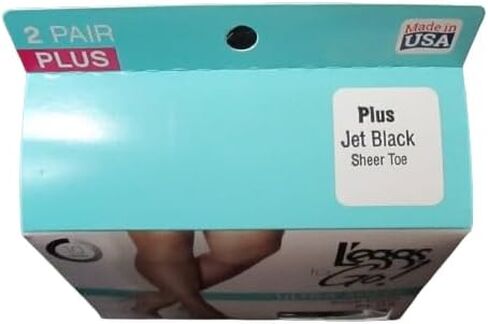 2 PAIR
PLUS
Made in
USA
Plus
Jet Black
Sheer Toe
L'eggs
Go!